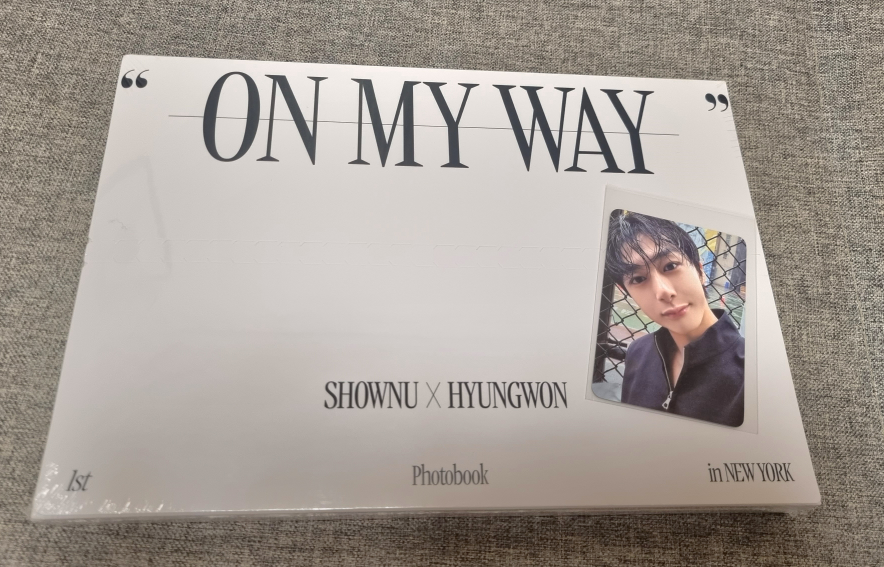 “ ON MY WAY ”
SHOWNU X HYUNGWON
1st Photobook in NEW YORK